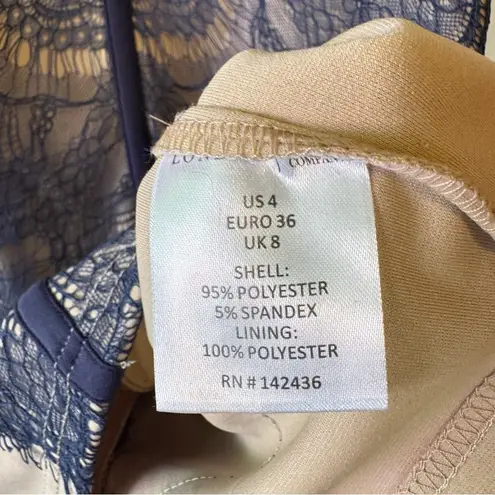 US 4
EURO 36
UK 8
SHELL:
95% POLYESTER
5% SPANDEX
LINING:
100% POLYESTER
RN # 142436